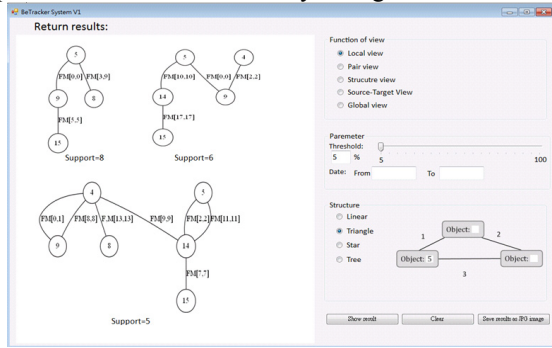 BeTracker System V1
Return results:
5
FM[0,0]
FM[3,9]
9
8
FM[5,5]
15
Support=8
5
4
FM[10,10]
FM[0,0]
FM[2,2]
14
9
FM[17,17]
15
Support=6
4
5
FM[0,1]
FM[8,8]
F.M[13,13]
FM[9,9]
FM[2,2]
FM[11,11]
9
8
14
FM[7,7]
15
Support=5
Function of view
Local view
Pair view
Strucutre view
Source-Target View
Global view
Paremeter
Threshold:
5 %
5
100
Date: From To
Structure
Linear
Triangle
Star
Tree
Object:
1
2
Object: 5
Object:
3
Show result
Clear
Save results as JPG image